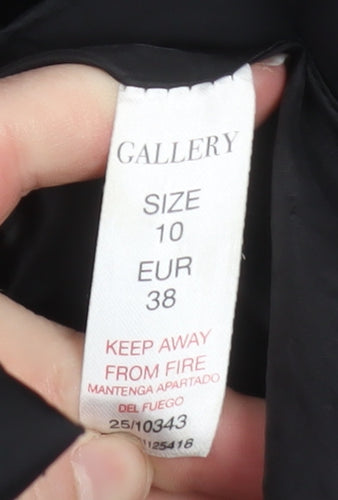 GALLERY
SIZE
10
EUR
38
KEEP AWAY
FROM FIRE
MANTENGA APARTADO
DEL FUEGO
25/10343